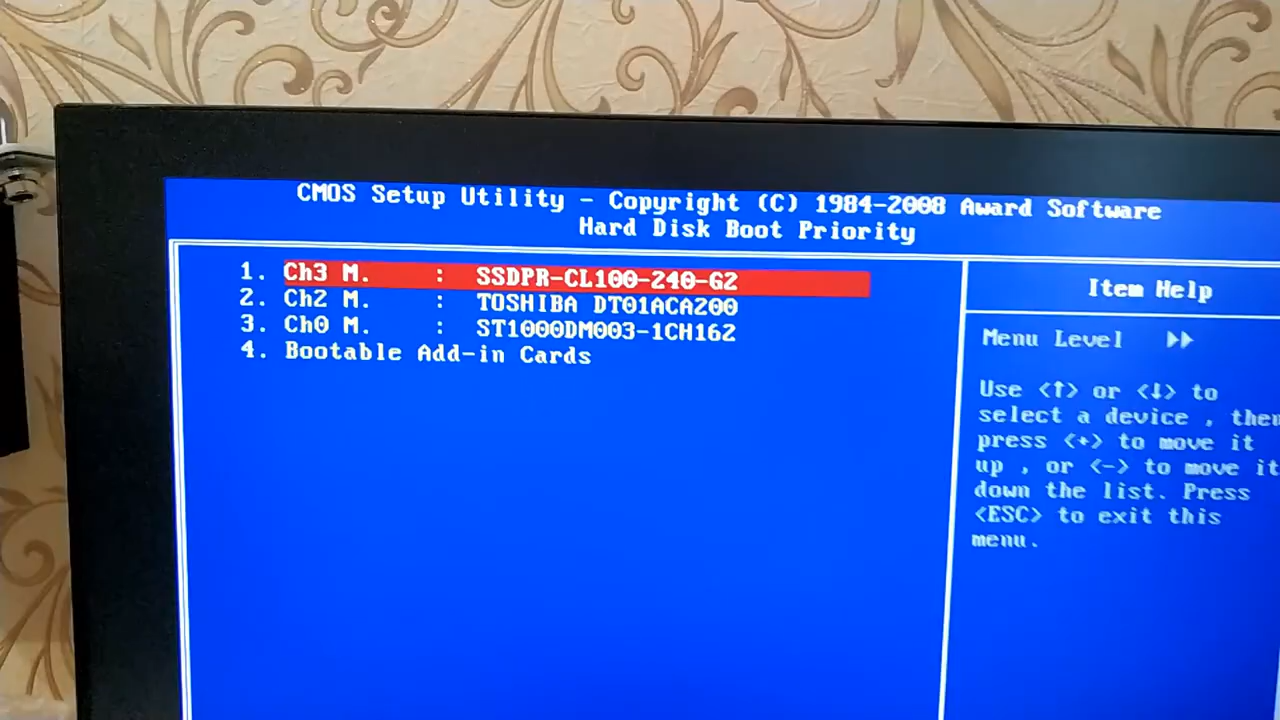 CMOS Setup Utility - Copyright (C) 1984-2008 Award Software
Hard Disk Boot Priority
1. Ch3 M. : SSDPR-CL100-240-G2
2. Ch2 M. : TOSHIBA DT01ACA200
3. Ch0 M. : ST1000DM003-1CH162
4. Bootable Add-in Cards
Item Help
Menu Level ▶▶
Use <↑> or <↓> to
select a device , then
press <+> to move it
up , or <-> to move it
down the list. Press
<ESC> to exit this
menu.